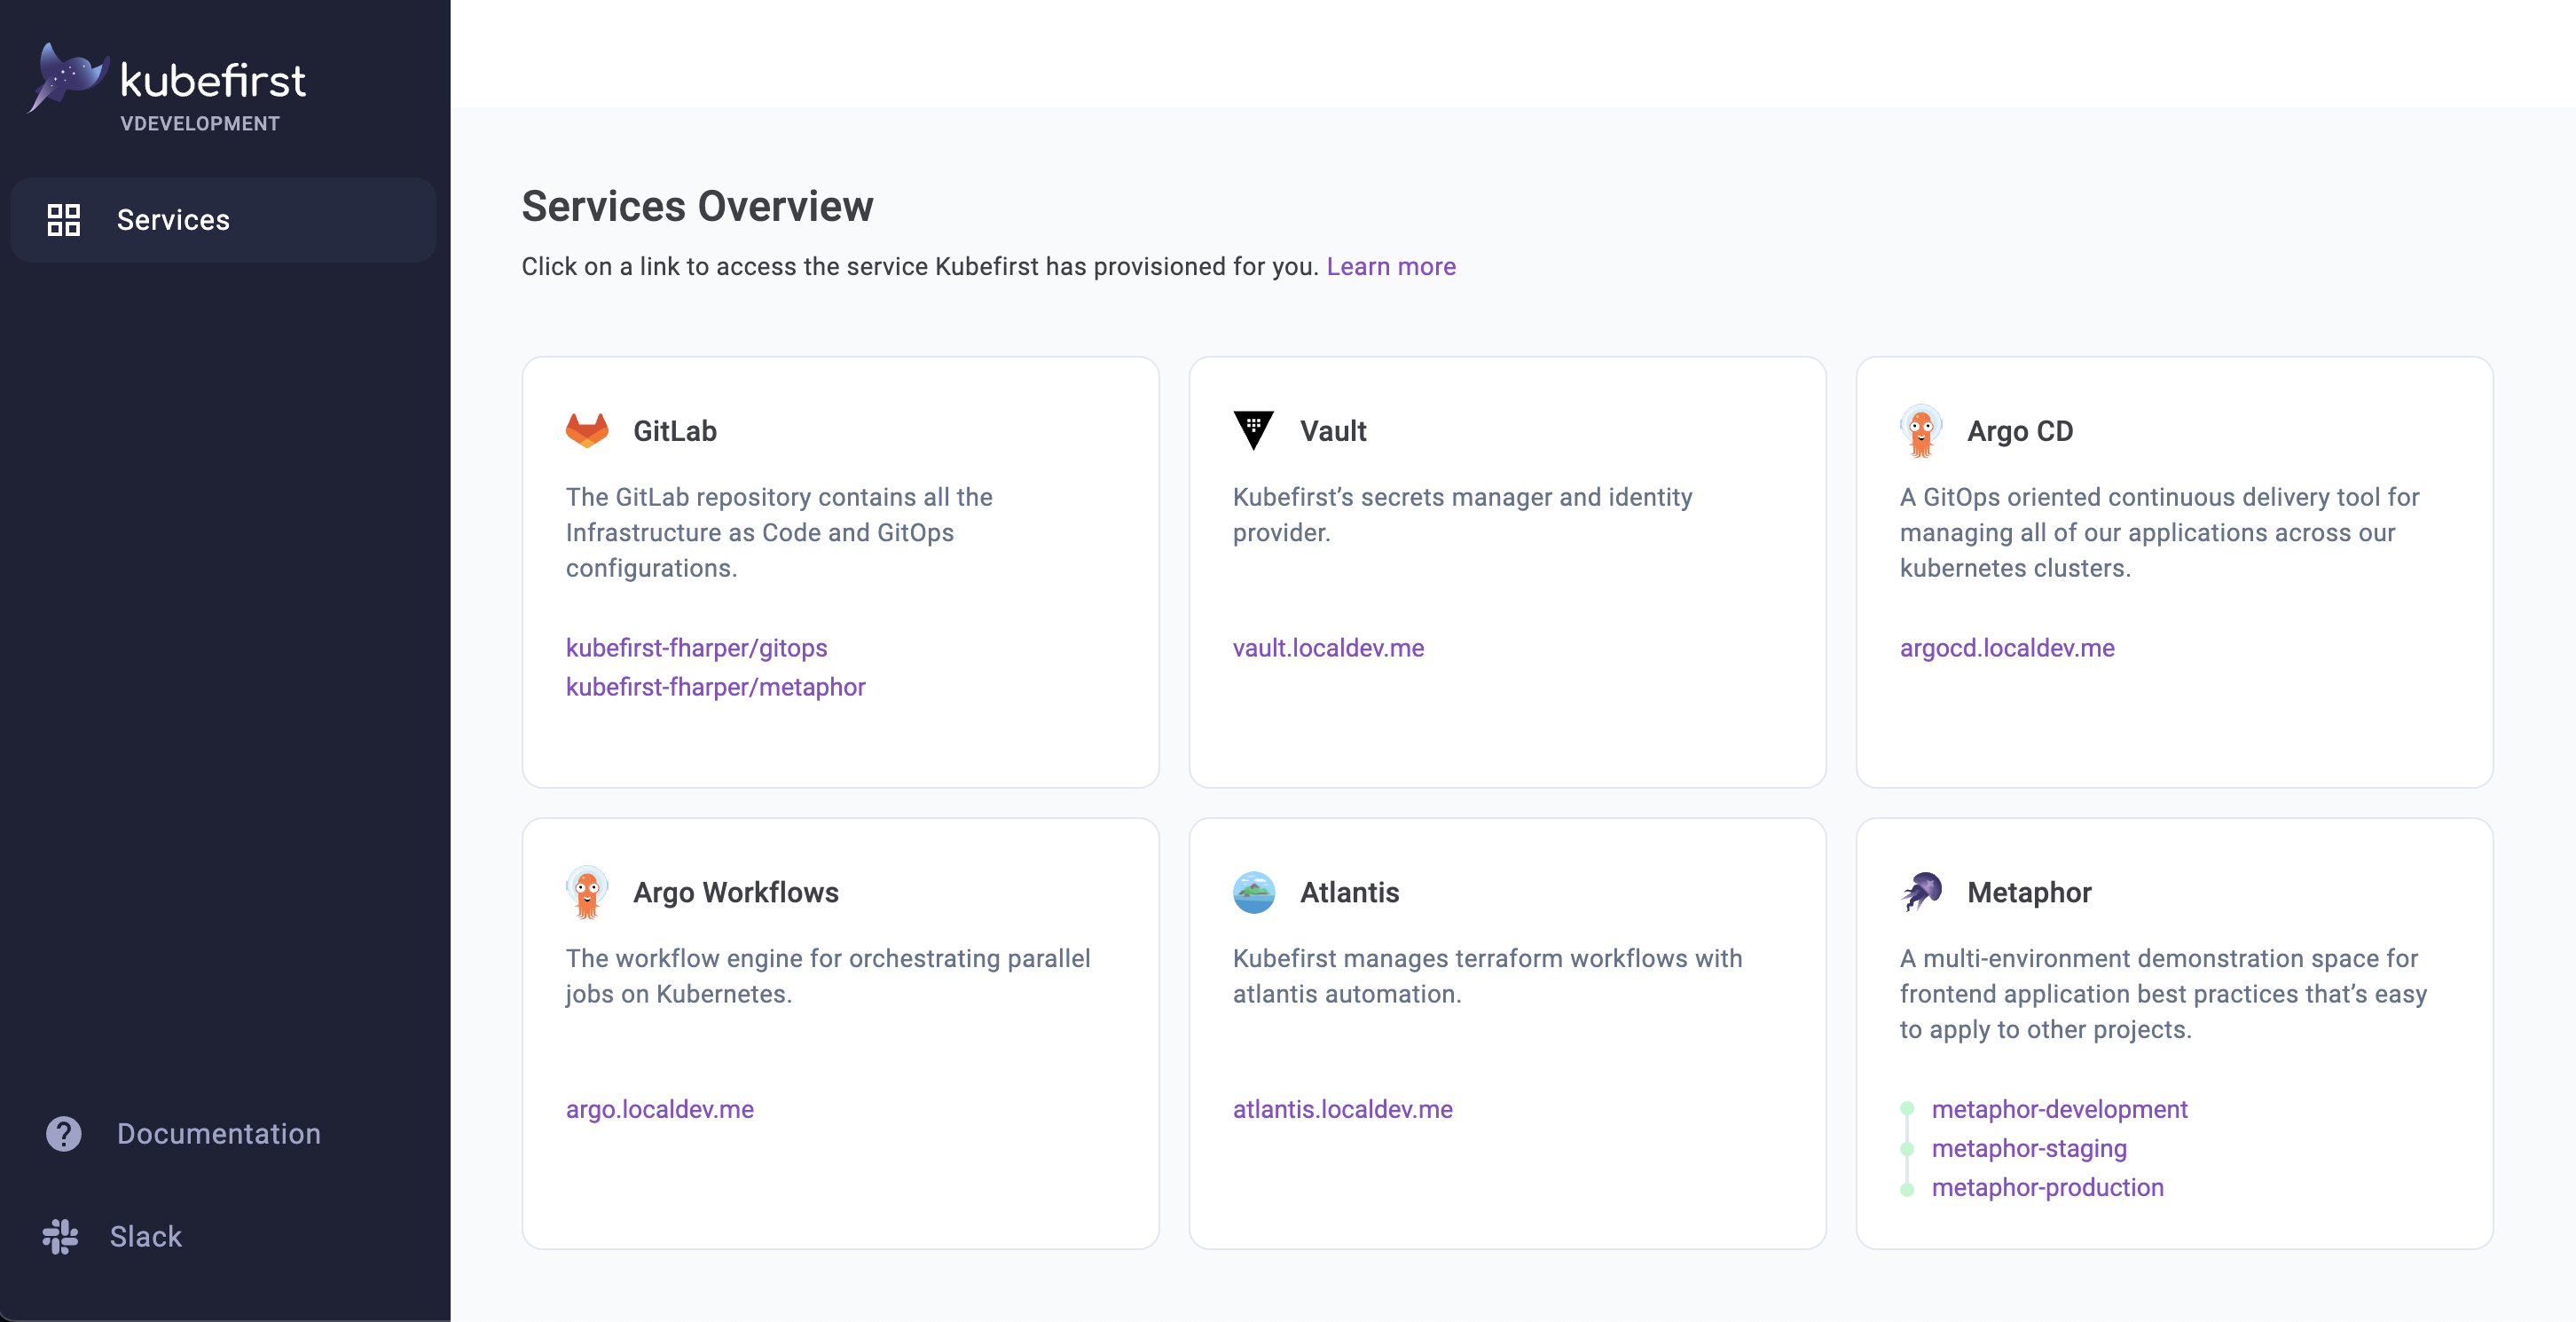 kubefirst
VDEVELOPMENT
Services
Documentation
Slack
Services Overview
Click on a link to access the service Kubefirst has provisioned for you. Learn more
GitLab
The GitLab repository contains all the
Infrastructure as Code and GitOps
configurations.
kubefirst-fharper/gitops
kubefirst-fharper/metaphor
Vault
Kubefirst’s secrets manager and identity
provider.
vault.localdev.me
Argo CD
A GitOps oriented continuous delivery tool for
managing all of our applications across our
kubernetes clusters.
argocd.localdev.me
Argo Workflows
The workflow engine for orchestrating parallel
jobs on Kubernetes.
argo.localdev.me
Atlantis
Kubefirst manages terraform workflows with
atlantis automation.
atlantis.localdev.me
Metaphor
A multi-environment demonstration space for
frontend application best practices that’s easy
to apply to other projects.
metaphor-development
metaphor-staging
metaphor-production